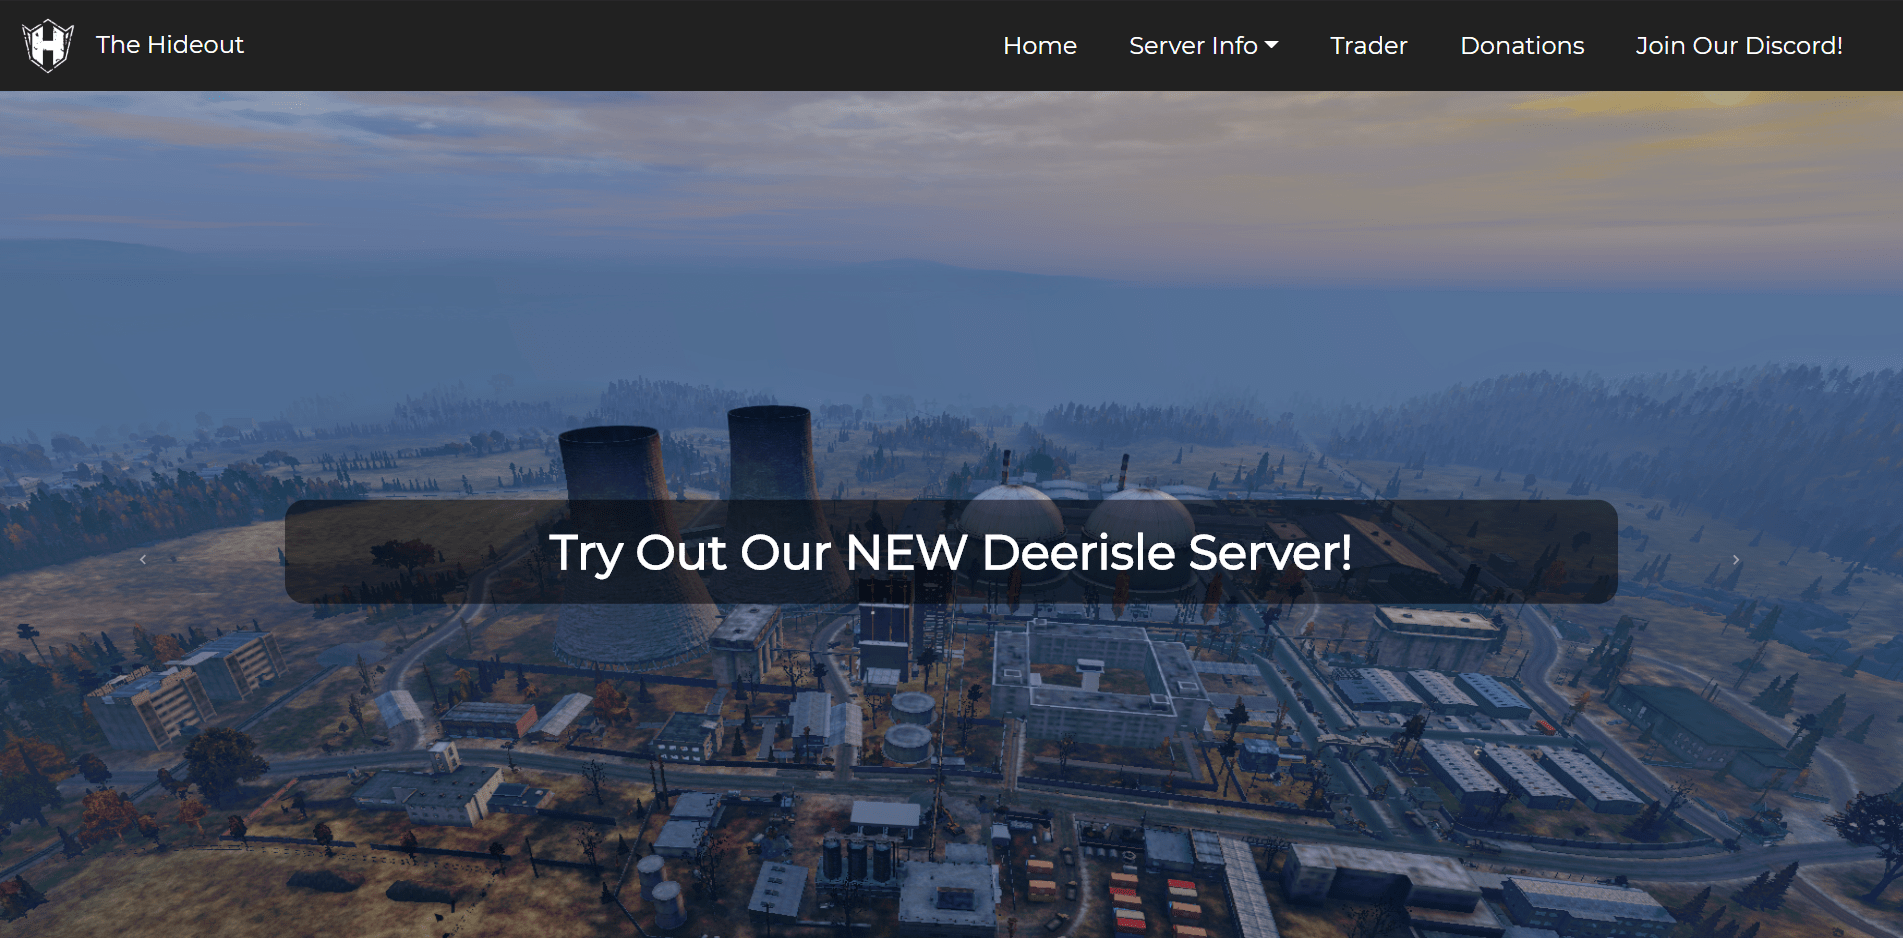 The Hideout
Home
Server Info
Trader
Donations
Join Our Discord!
Try Out Our NEW Deerisle Server!